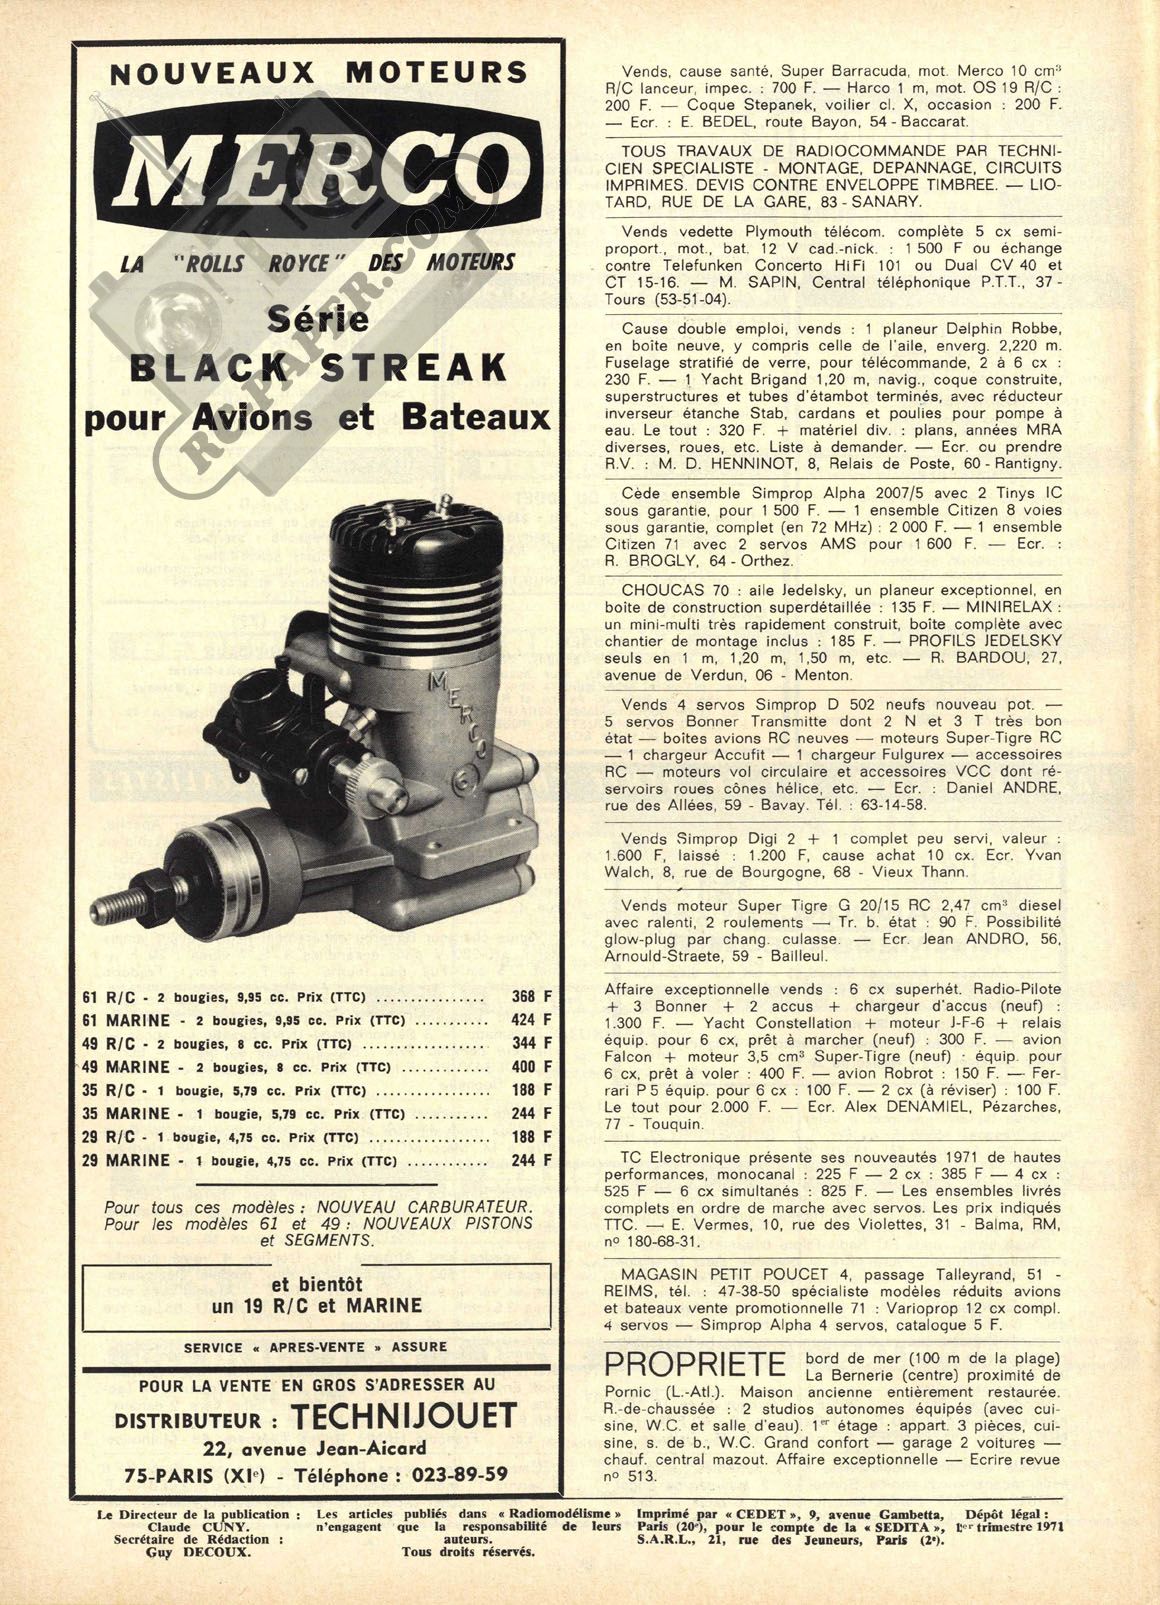 NOUVEAUX MOTEURS
MERCO
LA "ROLLS ROYCE" DES MOTEURS
Série
BLACK STREAK
pour Avions et Bateaux
RC-PAPER.COM
MERCO
61
61 R/C - 2 bougies, 9,95 cc. Prix (TTC) ................ 368 F
61 MARINE - 2 bougies, 9,95 cc. Prix (TTC) ........... 424 F
49 R/C - 2 bougies, 8 cc. Prix (TTC) ................... 344 F
49 MARINE - 2 bougies, 8 cc. Prix (TTC) .............. 400 F
35 R/C - 1 bougie, 5,79 cc. Prix (TTC) ................. 188 F
35 MARINE - 1 bougie, 5,79 cc. Prix (TTC) ............ 244 F
29 R/C - 1 bougie, 4,75 cc. Prix (TTC) .................. 188 F
29 MARINE - 1 bougie, 4,75 cc. Prix (TTC) ............ 244 F
Pour tous ces modèles : NOUVEAU CARBURATEUR.
Pour les modèles 61 et 49 : NOUVEAUX PISTONS
et SEGMENTS.
et bientôt
un 19 R/C et MARINE
SERVICE « APRES-VENTE » ASSURE
POUR LA VENTE EN GROS S'ADRESSER AU
DISTRIBUTEUR : TECHNIJOUET
22, avenue Jean-Aicard
75-PARIS (XIe) - Téléphone : 023-89-59
Vends, cause santé, Super Barracuda, mot. Merco 10 cm³
R/C lanceur, impec. : 700 F. — Harco 1 m, mot. OS 19 R/C :
200 F. — Coque Stepanek, voilier cl. X, occasion : 200 F.
— Ecr. : E. BEDEL, route Bayon, 54 - Baccarat.
TOUS TRAVAUX DE RADIOCOMMANDE PAR TECHNI-
CIEN SPECIALISTE - MONTAGE, DEPANNAGE, CIRCUITS
IMPRIMES. DEVIS CONTRE ENVELOPPE TIMBREE. — LIO-
TARD, RUE DE LA GARE, 83 - SANARY.
Vends vedette Plymouth télécom. complète 5 cx semi-
proport., mot., bat. 12 V cad.-nick. : 1 500 F ou échange
contre Telefunken Concerto HiFi 101 ou Dual CV 40 et
CT 15-16. — M. SAPIN, Central téléphonique P.T.T., 37 -
Tours (53-51-04).
Cause double emploi, vends : 1 planeur Delphin Robbe,
en boîte neuve, y compris celle de l'aile, enverg. 2,220 m.
Fuselage stratifié de verre, pour télécommande, 2 à 6 cx :
230 F. — 1 Yacht Brigand 1,20 m, navig., coque construite,
superstructures et tubes d'étambot terminés, avec réducteur
inverseur étanche Stab, cardans et poulies pour pompe à
eau. Le tout : 320 F. + matériel div. : plans, années MRA
diverses, roues, etc. Liste à demander. — Ecr. ou prendre
R.V. : M. D. HENNINOT, 8, Relais de Poste, 60 - Rantigny.
Cède ensemble Simprop Alpha 2007/5 avec 2 Tinys IC
sous garantie, pour 1 500 F. — 1 ensemble Citizen 8 voies
sous garantie, complet (en 72 MHz) : 2 000 F. — 1 ensemble
Citizen 71 avec 2 servos AMS pour 1 600 F. — Ecr. :
R. BROGLY, 64 - Orthez.
CHOUCAS 70 : aile Jedelsky, un planeur exceptionnel, en
boîte de construction superdétaillée : 135 F. — MINIRELAX :
un mini-multi très rapidement construit, boîte complète avec
chantier de montage inclus : 185 F. — PROFILS JEDELSKY
seuls en 1 m, 1,20 m, 1,50 m, etc. — R. BARDOU, 27,
avenue de Verdun, 06 - Menton.
Vends 4 servos Simprop D 502 neufs nouveau pot. —
5 servos Bonner Transmitte dont 2 N et 3 T très bon
état — boîtes avions RC neuves — moteurs Super-Tigre RC
— 1 chargeur Accufit — 1 chargeur Fulgurex — accessoires
RC — moteurs vol circulaire et accessoires VCC dont ré-
servoirs roues cônes hélice, etc. — Ecr. : Daniel ANDRE,
rue des Allées, 59 - Bavay. Tél. : 63-14-58.
Vends Simprop Digi 2 + 1 complet peu servi, valeur :
1.600 F, laissé : 1.200 F, cause achat 10 cx. Ecr. Yvan
Walch, 8, rue de Bourgogne, 68 - Vieux Thann.
Vends moteur Super Tigre G 20/15 RC 2,47 cm³ diesel
avec ralenti, 2 roulements — Tr. b. état : 90 F. Possibilité
glow-plug par chang. culasse. — Ecr. Jean ANDRO, 56,
Arnould-Straete, 59 - Bailleul.
Affaire exceptionnelle vends : 6 cx superhét. Radio-Pilote
+ 3 Bonner + 2 accus + chargeur d'accus (neuf) :
1.300 F. — Yacht Constellation + moteur J-F-6 + relais
équip. pour 6 cx, prêt à marcher (neuf) : 300 F. — avion
Falcon + moteur 3,5 cm³ Super-Tigre (neuf) : équip. pour
6 cx, prêt à voler : 400 F. — avion Robrot : 150 F. — Fer-
rari P 5 équip. pour 6 cx : 100 F. — 2 cx (à réviser) : 100 F.
Le tout pour 2.000 F. — Ecr. Alex DENAMIEL, Pézarches,
77 - Touquin.
TC Electronique présente ses nouveautés 1971 de hautes
performances, monocanal : 225 F — 2 cx : 385 F — 4 cx :
525 F — 6 cx simultanés : 825 F. — Les ensembles livrés
complets en ordre de marche avec servos. Les prix indiqués
TTC. — E. Vermes, 10, rue des Violettes, 31 - Balma, RM,
nº 180-68-31.
MAGASIN PETIT POUCET 4, passage Talleyrand, 51 -
REIMS, tél. : 47-38-50 spécialiste modèles réduits avions
et bateaux vente promotionnelle 71 : Varioprop 12 cx compl.
4 servos — Simprop Alpha 4 servos, catalogue 5 F.
PROPRIETE bord de mer (100 m de la plage)
La Bernerie (centre) proximité de
Pornic (L.-Atl.). Maison ancienne entièrement restaurée.
R.-de-chaussée : 2 studios autonomes équipés (avec cui-
sine, W.C. et salle d'eau). 1er étage : appart. 3 pièces, cui-
sine, s. de b., W.C. Grand confort — garage 2 voitures —
chauf. central mazout. Affaire exceptionnelle — Ecrire revue
nº 513.
Le Directeur de la publication :
Claude CUNY.
Secrétaire de Rédaction :
Guy DECOUX.
Les articles publiés dans « Radiomodélisme »
n'engagent que la responsabilité de leurs
auteurs.
Tous droits réservés.
Imprimé par « CEDET », 9, avenue Gambetta,
Paris (20e), pour le compte de la « SEDITA »,
S.A.R.L., 21, rue des Jeuneurs, Paris (2e).
Dépôt légal :
1er trimestre 1971